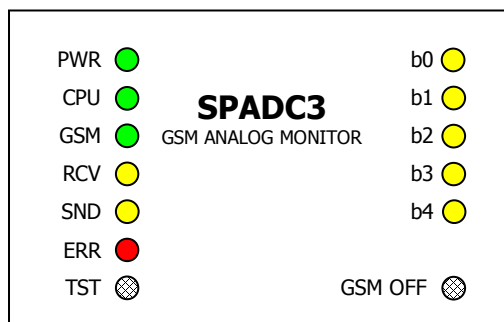 PWR
CPU
GSM
RCV
SND
ERR
TST
SPADC3
GSM ANALOG MONITOR
b0
b1
b2
b3
b4
GSM OFF